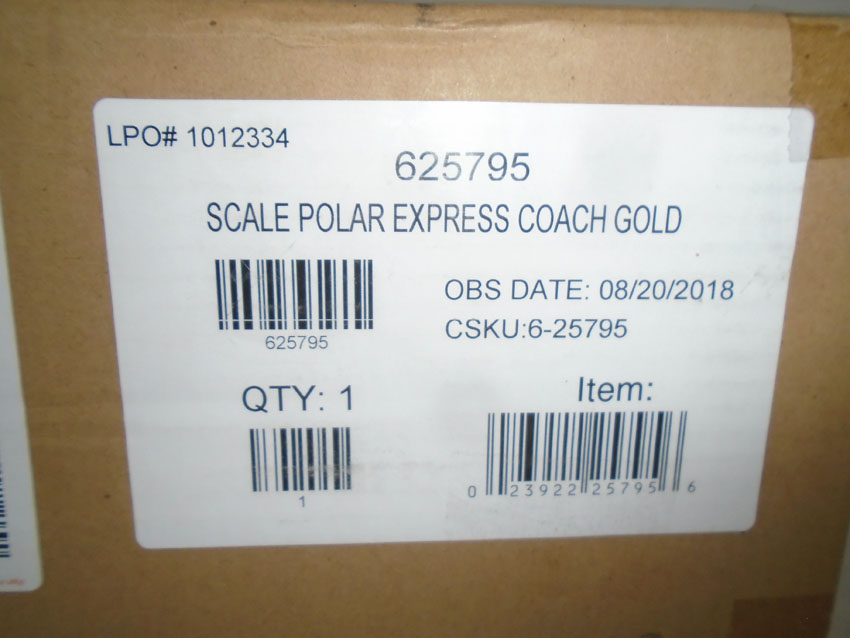 LPO# 1012334
625795
SCALE POLAR EXPRESS COACH GOLD
625795
OBS DATE: 08/20/2018
CSKU:6-25795
QTY: 1
1
Item:
0 23922 25795 6